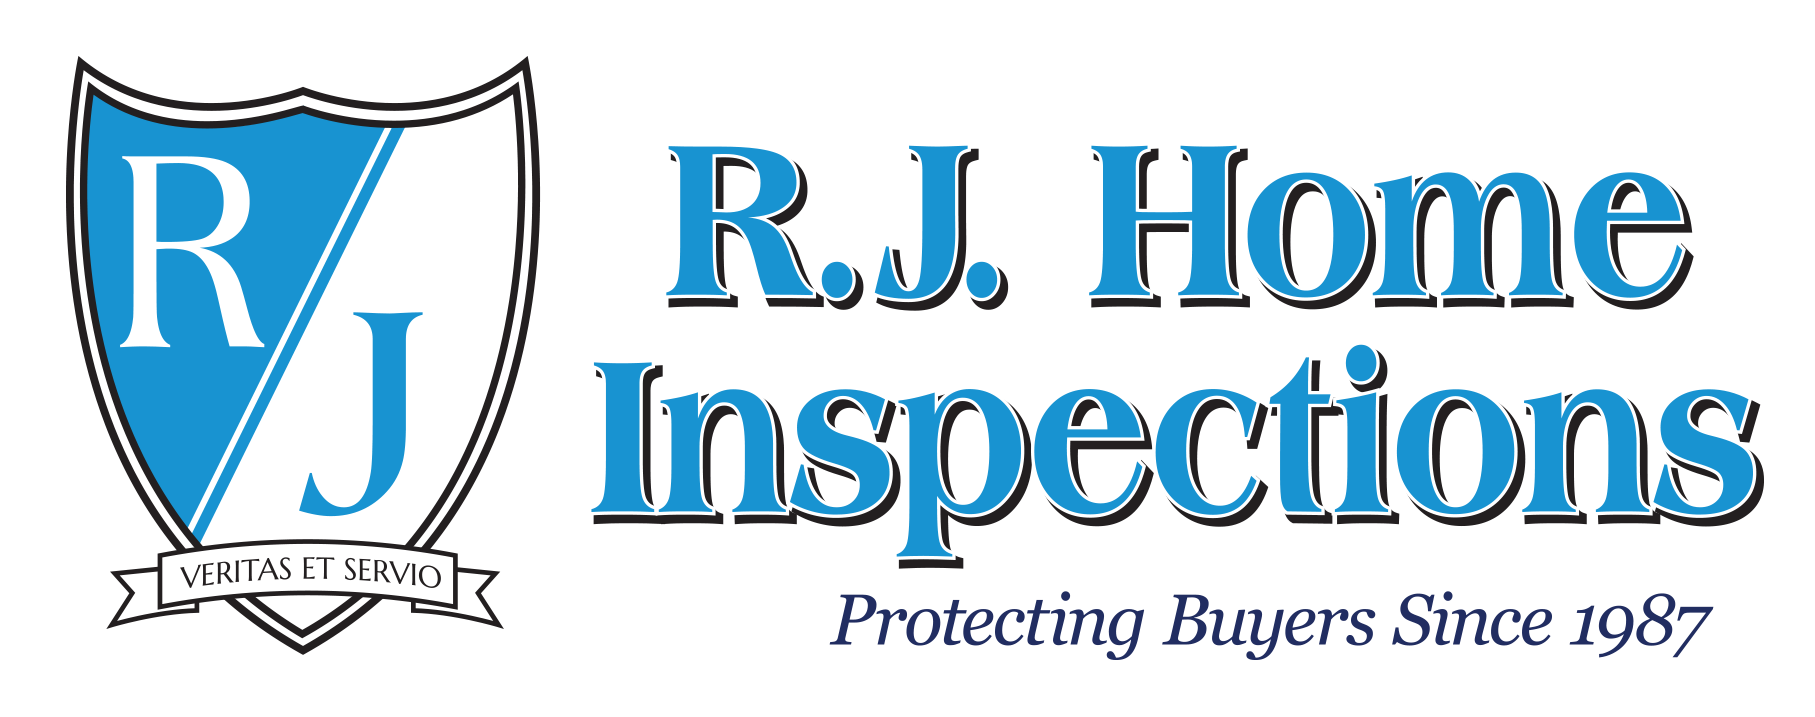 R
J
VERITAS ET SERVIO
R.J. Home
Inspections
Protecting Buyers Since 1987